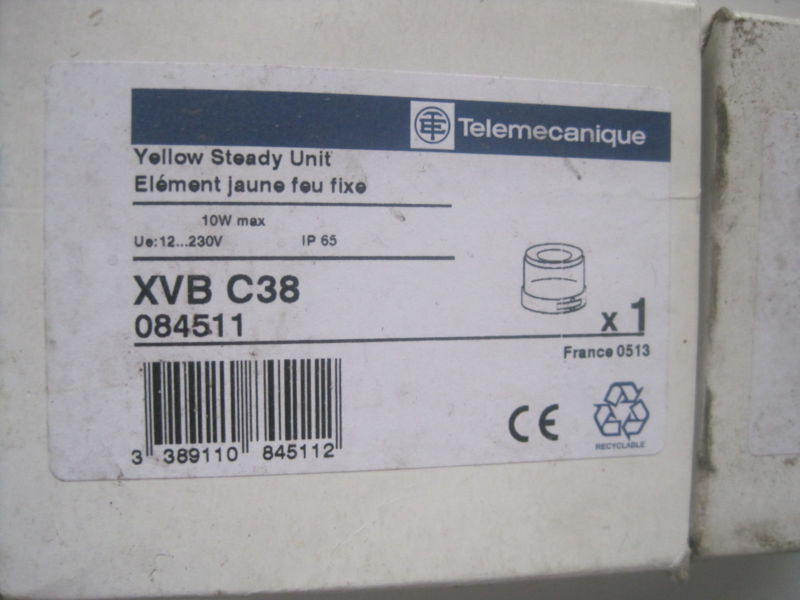 Telemecanique
Yellow Steady Unit
Elément jaune feu fixe
10W max
Ue:12...230V IP 65
XVB C38
084511
x 1
France 0513
CE
RECYCLABLE
3 389110 845112